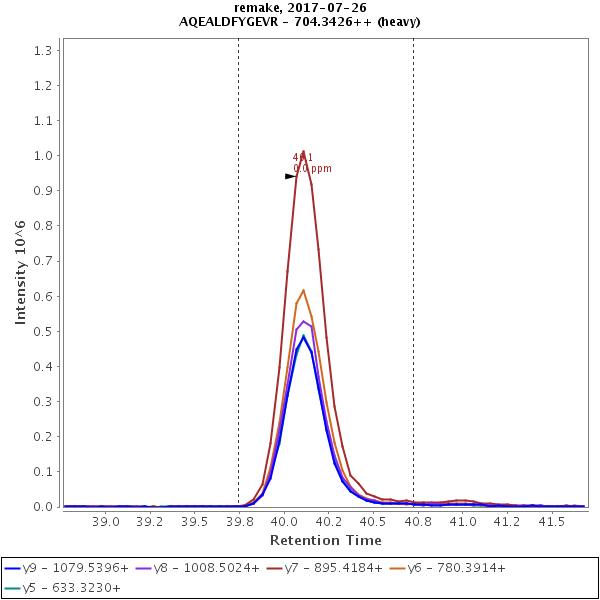 remake, 2017-07-26
AQEALDFYGEVR - 704.3426++ (heavy)
Intensity 10^6
1.3
1.2
1.1
1.0
0.9
0.8
0.7
0.6
0.5
0.4
0.3
0.2
0.1
0.0
0.0 ppm
39.0 39.2 39.5 39.8 40.0 40.2 40.5 40.8 41.0 41.2 41.5
Retention Time
y9 - 1079.5396+ y8 - 1008.5024+ y7 - 895.4184+ y6 - 780.3914+
y5 - 633.3230+